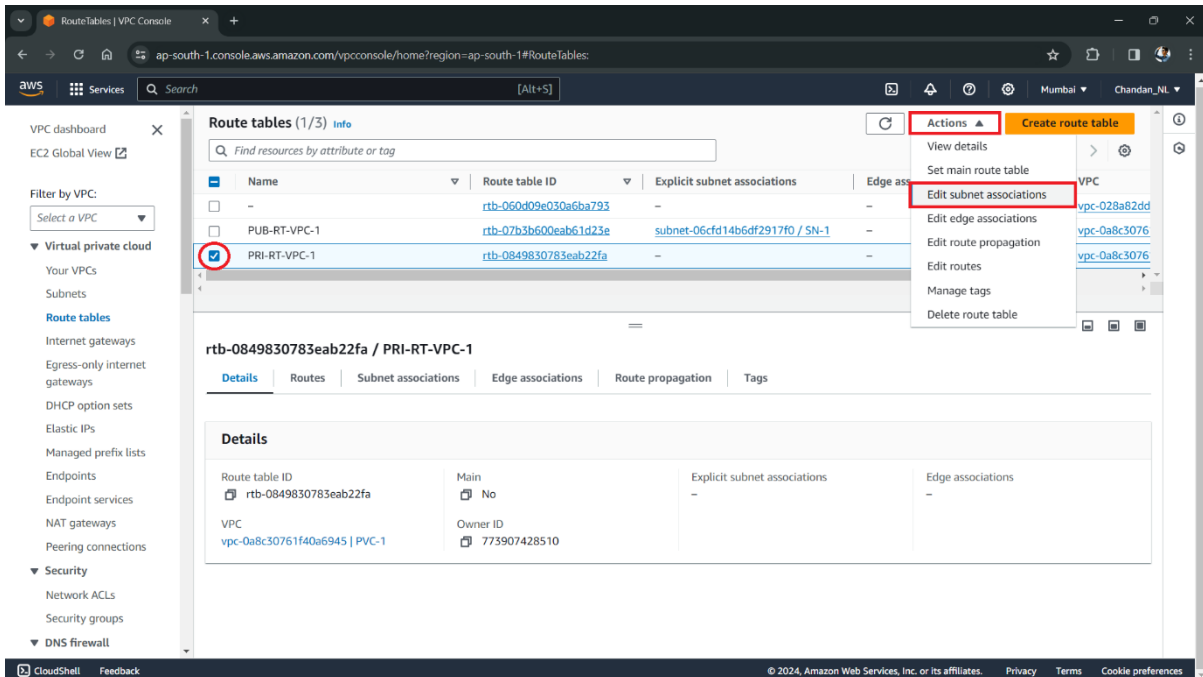 RouteTables | VPC Console
ap-south-1.console.aws.amazon.com/vpcconsole/home?region=ap-south-1#RouteTables:
aws Services Search [Alt+S] Mumbai Chandan_NL
VPC dashboard
EC2 Global View
Filter by VPC:
Select a VPC
Virtual private cloud
Your VPCs
Subnets
Route tables
Internet gateways
Egress-only internet
gateways
DHCP option sets
Elastic IPs
Managed prefix lists
Endpoints
Endpoint services
NAT gateways
Peering connections
Security
Network ACLs
Security groups
DNS firewall
Route tables (1/3) Info
Actions
Create route table
Find resources by attribute or tag
Name Route table ID Explicit subnet associations Edge ass VPC
– rtb-060d09e030a6ba793 – – vpc-028a82dd
PUB-RT-VPC-1 rtb-07b3b600eab61d23e subnet-06cfd14b6df2917f0 / SN-1 – vpc-0a8c3076
PRI-RT-VPC-1 rtb-0849830783eab22fa – – vpc-0a8c3076
View details
Set main route table
Edit subnet associations
Edit edge associations
Edit route propagation
Edit routes
Manage tags
Delete route table
rtb-0849830783eab22fa / PRI-RT-VPC-1
Details Routes Subnet associations Edge associations Route propagation Tags
Details
Route table ID
rtb-0849830783eab22fa
Main
No
Explicit subnet associations
–
Edge associations
–
VPC
vpc-0a8c30761f40a6945 | PVC-1
Owner ID
773907428510
CloudShell Feedback © 2024, Amazon Web Services, Inc. or its affiliates. Privacy Terms Cookie preferences